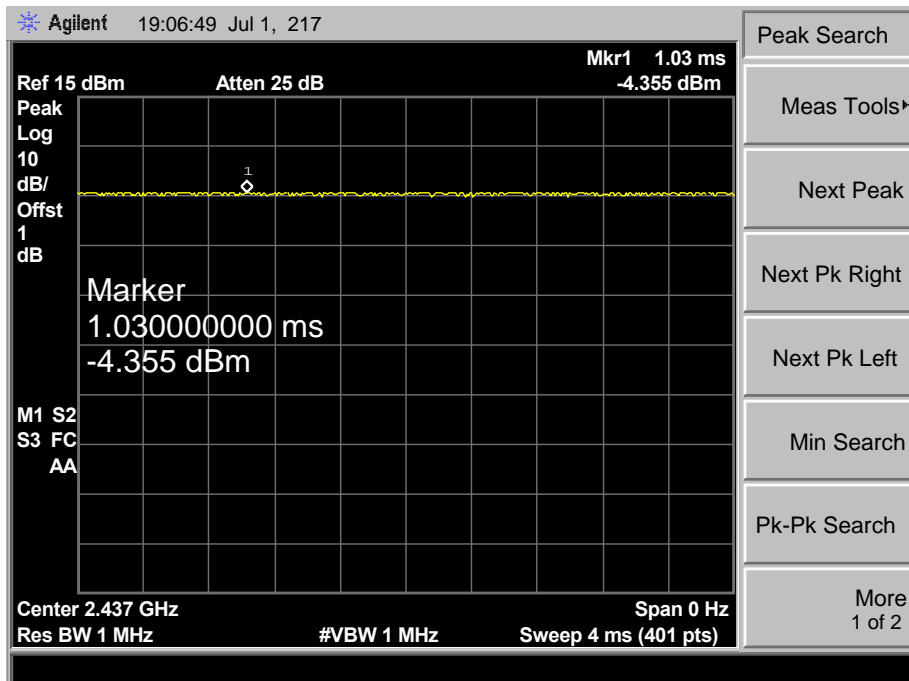 Agilent 19:06:49 Jul 1, 217
Peak Search
Mkr1 1.03 ms
Ref 15 dBm Atten 25 dB -4.355 dBm
Peak
Log
10
dB/
Offst
1
dB
1
Marker
1.030000000 ms
-4.355 dBm
M1 S2
S3 FC
AA
Center 2.437 GHz Span 0 Hz
Res BW 1 MHz #VBW 1 MHz Sweep 4 ms (401 pts)
Meas Tools
Next Peak
Next Pk Right
Next Pk Left
Min Search
Pk-Pk Search
More
1 of 2